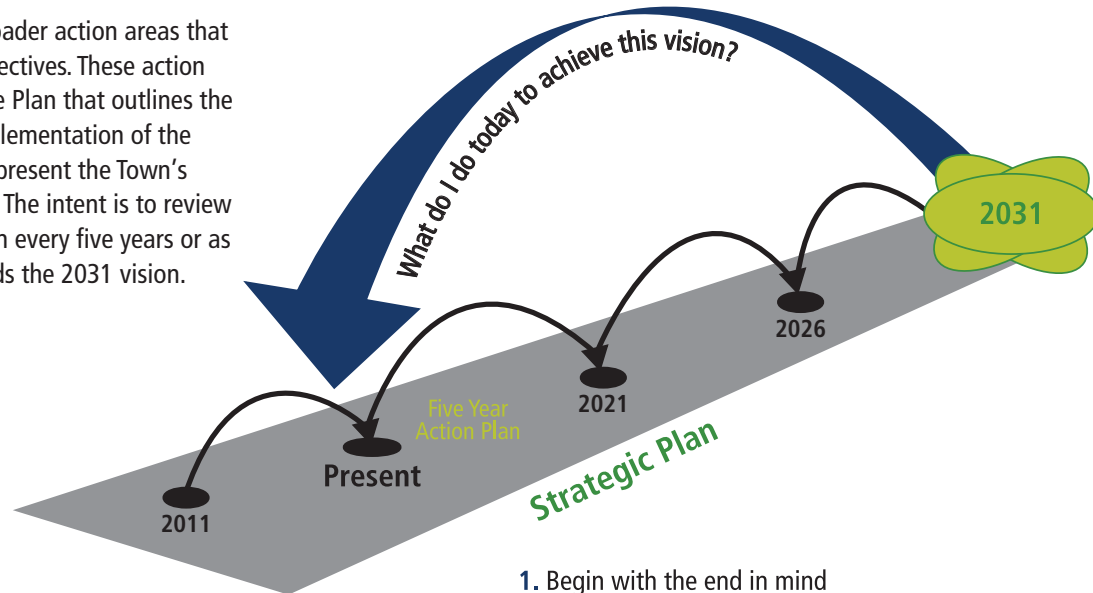 oader action areas that
ectives. These action
e Plan that outlines the
plementation of the
present the Town's
The intent is to review
n every five years or as
ds the 2031 vision.
What do I do today to achieve this vision?
2031
2026
2021
Five Year
Action Plan
Present
2011
Strategic Plan
1. Begin with the end in mind